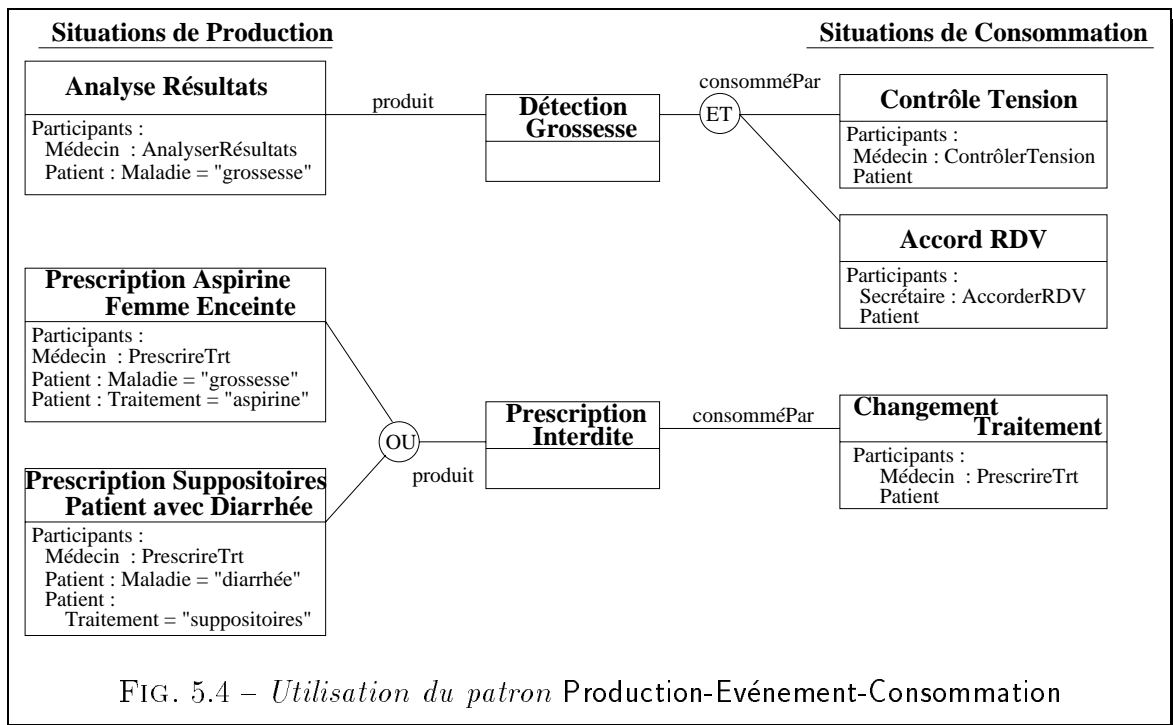 Situations de Production
Situations de Consommation
Analyse Résultats
Participants :
Médecin : AnalyserRésultats
Patient : Maladie = "grossesse"
produit
Détection
Grossesse
consomméPar
ET
Contrôle Tension
Participants :
Médecin : ContrôlerTension
Patient
Accord RDV
Participants :
Secrétaire : AccorderRDV
Patient
Prescription Aspirine
Femme Enceinte
Participants :
Médecin : PrescrireTrt
Patient : Maladie = "grossesse"
Patient : Traitement = "aspirine"
Prescription Suppositoires
Patient avec Diarrhée
Participants :
Médecin : PrescrireTrt
Patient : Maladie = "diarrhée"
Patient :
Traitement = "suppositoires"
OU
produit
Prescription
Interdite
consomméPar
Changement
Traitement
Participants :
Médecin : PrescrireTrt
Patient
FIG. 5.4 – Utilisation du patron Production-Evénement-Consommation